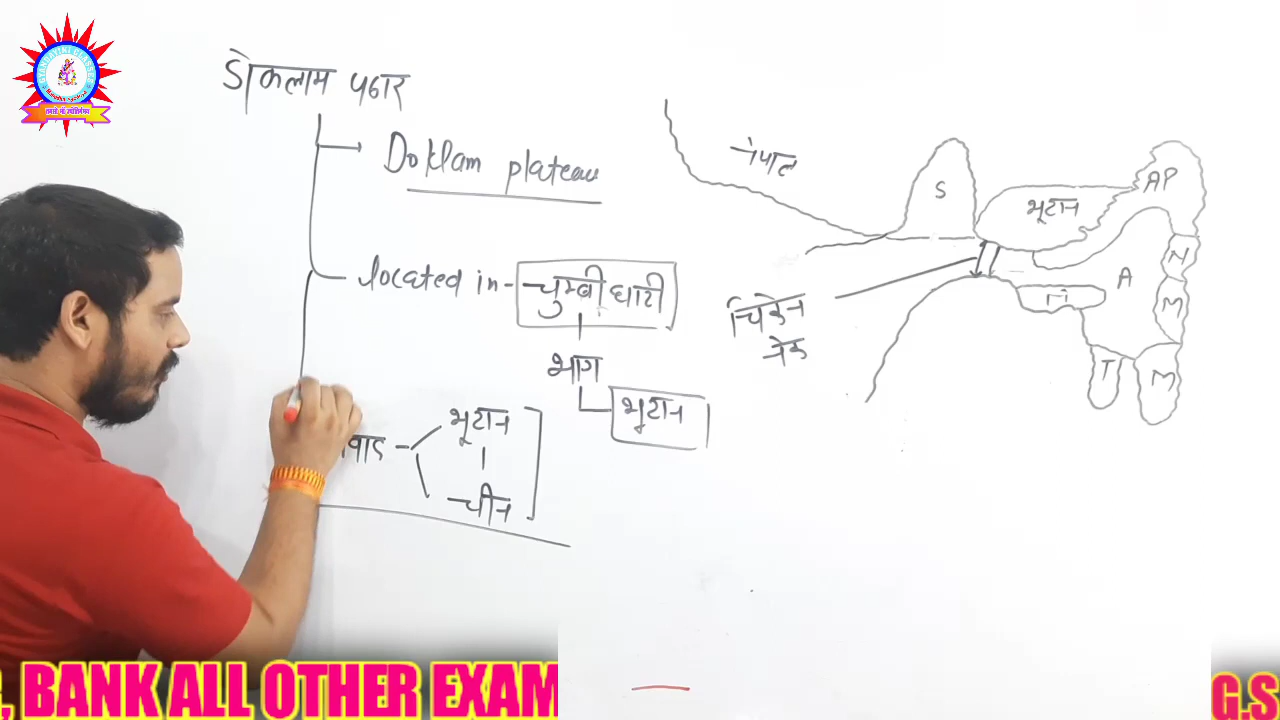 डोकलाम पठार
Doklam plateau
located in - चुम्बी घाटी
भाग
भूटान
भूटान
चीन
नेपाल
S
भूटान
AP
N
A
M
T
M
चिकेन
नेक
BANK ALL OTHER EXAM
G.S